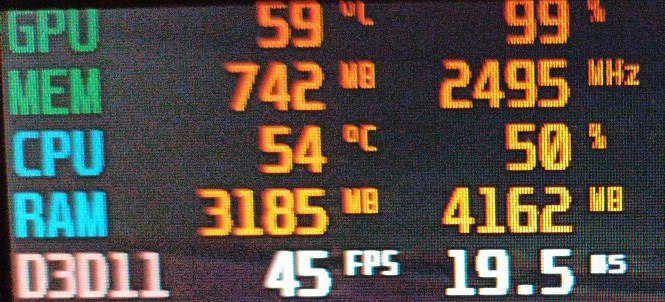 GPU 59 °C 99 %
MEM 742 MB 2495 MHz
CPU 54 °C 50 %
RAM 3185 MB 4162 MB
D3D11 45 FPS 19.5 ms